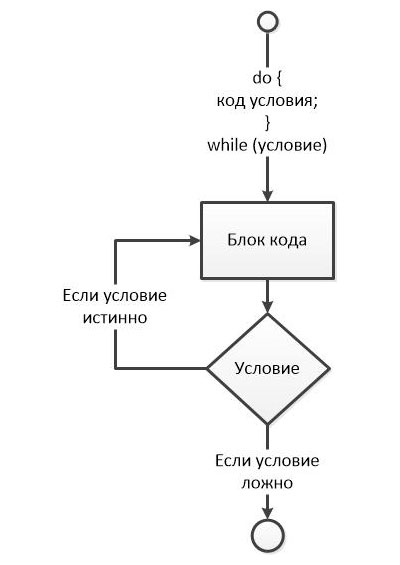 do {
код условия;
}
while (условие)
Блок кода
Если условие
истинно
Условие
Если условие
ложно